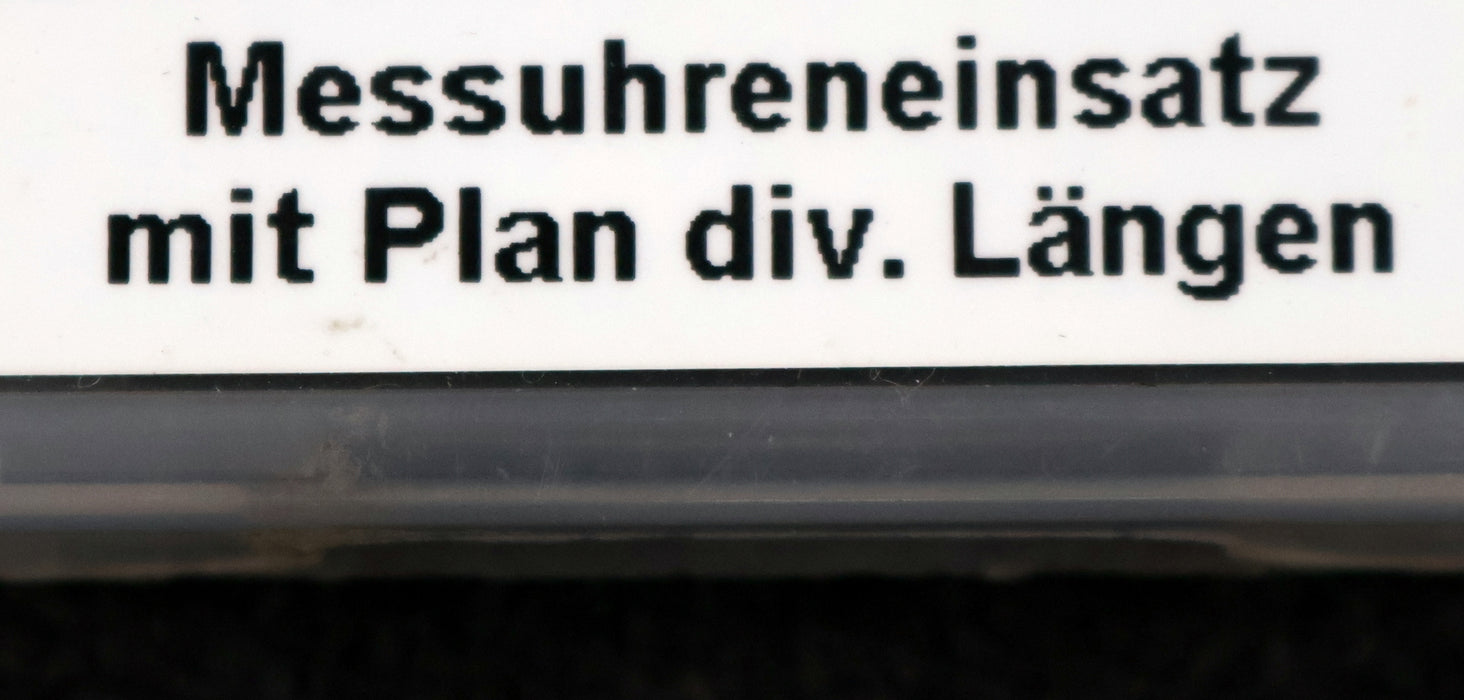 Messuhreneinsatz
mit Plan div. Längen